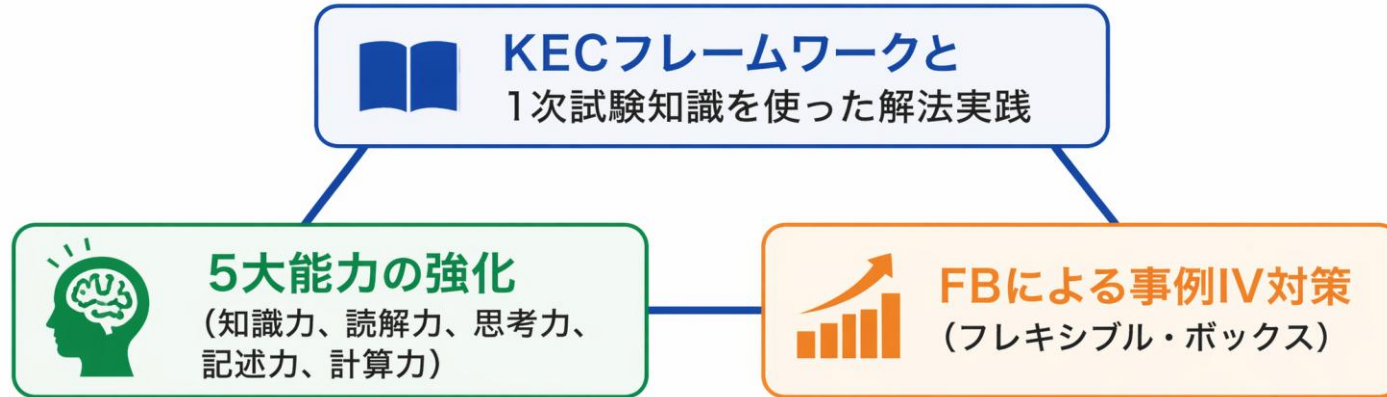 KECフレームワークと
1次試験知識を使った解法実践
5大能力の強化
（知識力、読解力、思考力、
記述力、計算力）
FBによる事例IV対策
（フレキシブル・ボックス）